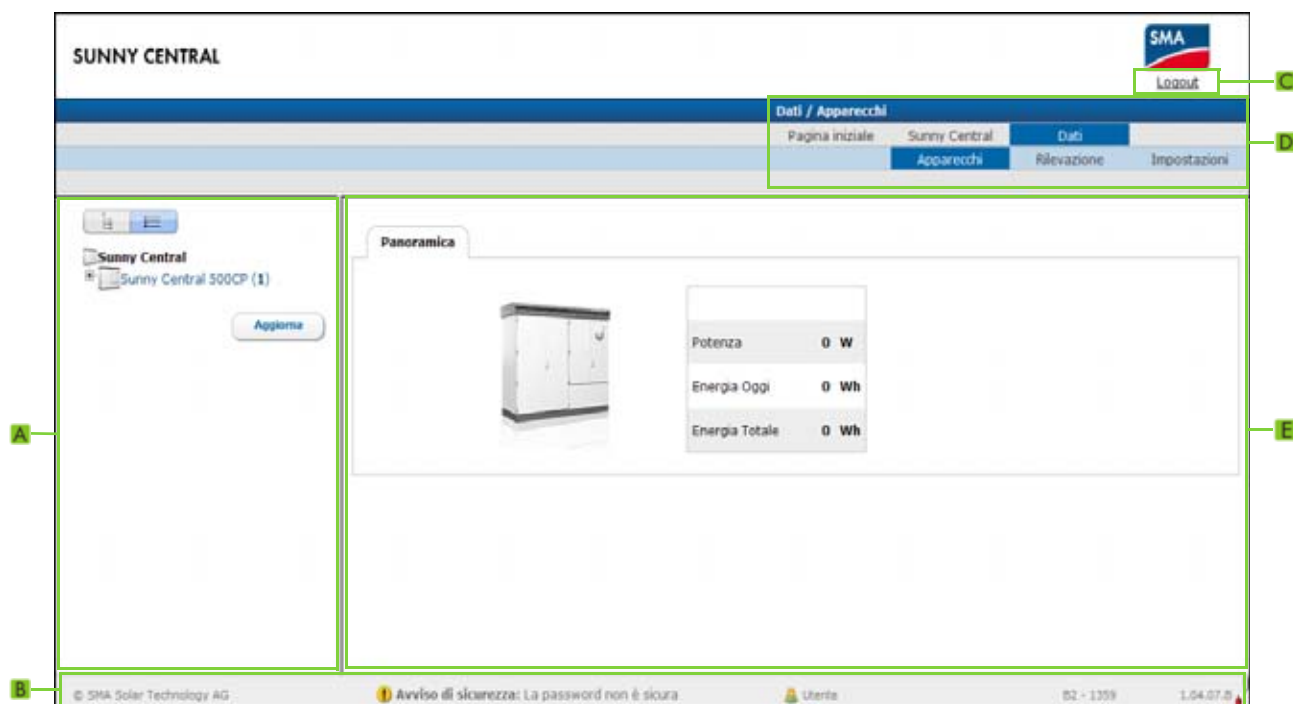 SUNNY CENTRAL
SMA
Logout
C
Dati / Apparecchi
Pagina iniziale Sunny Central Dati
D
Apparecchi Rilevazione Impostazioni
Panoramica
Sunny Central
Sunny Central 500CP (1)
Aggiorna
Potenza 0 W
Energia Oggi 0 Wh
A
Energia Totale 0 Wh
E
B
© SMA Solar Technology AG
Avviso di sicurezza: La password non è sicura
Utente
B2 - 1359
1.04.07.B